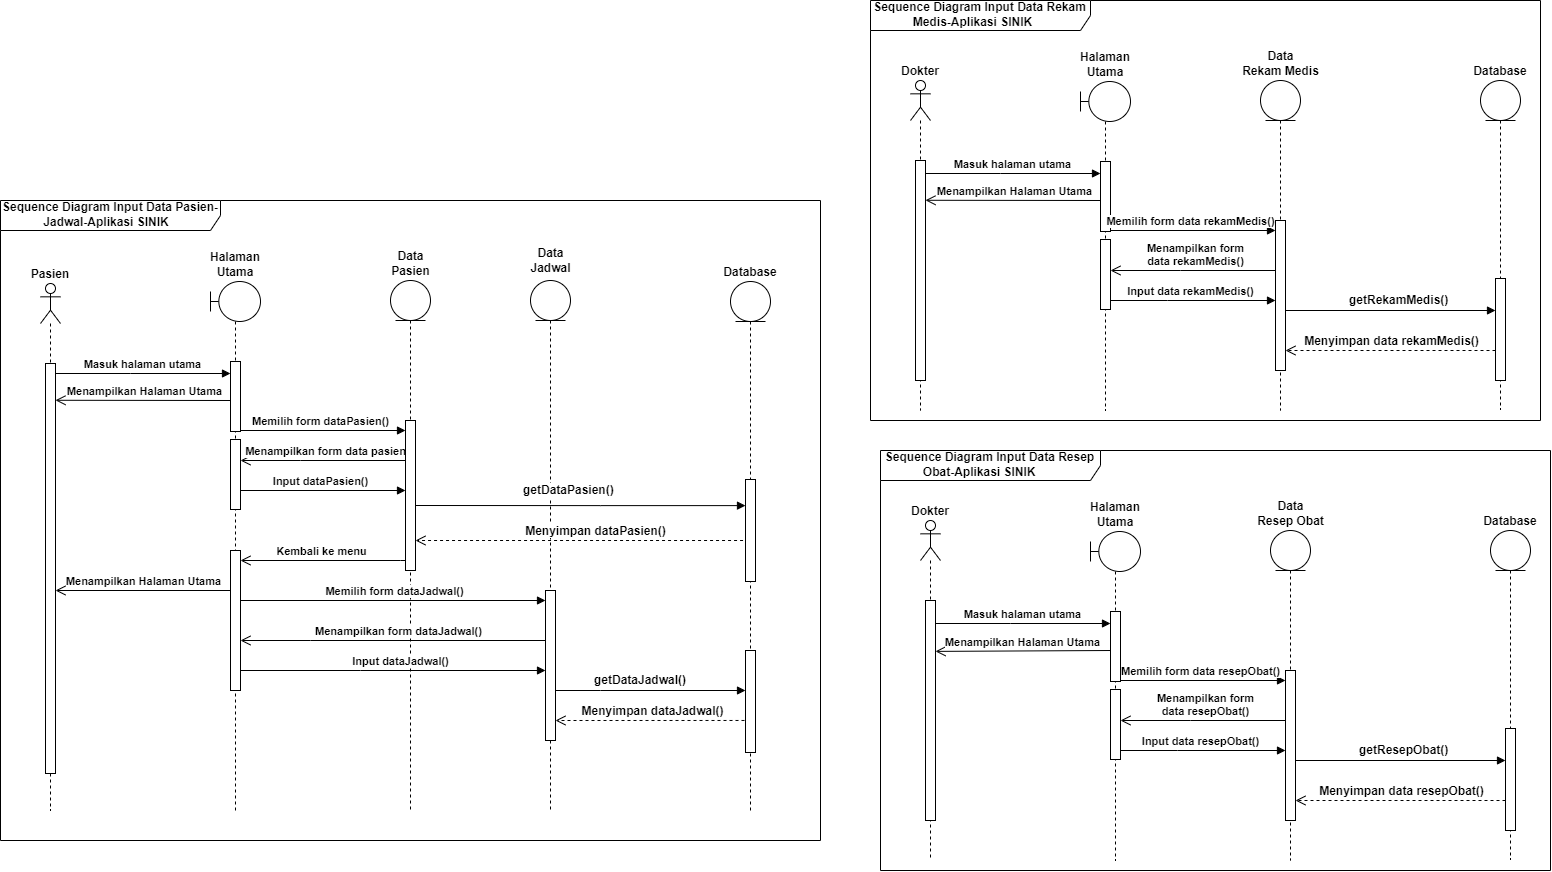 Sequence Diagram Input Data Pasien-
Jadwal-Aplikasi SINIK
Pasien
Halaman
Utama
Data
Pasien
Data
Jadwal
Database
Masuk halaman utama
Menampilkan Halaman Utama
Memilih form dataPasien()
Menampilkan form data pasien
Input dataPasien()
getDataPasien()
Menyimpan dataPasien()
Kembali ke menu
Menampilkan Halaman Utama
Memilih form dataJadwal()
Menampilkan form dataJadwal()
Input dataJadwal()
getDataJadwal()
Menyimpan dataJadwal()
Sequence Diagram Input Data Rekam
Medis-Aplikasi SINIK
Dokter
Halaman
Utama
Data
Rekam Medis
Database
Masuk halaman utama
Menampilkan Halaman Utama
Memilih form data rekamMedis()
Menampilkan form
data rekamMedis()
Input data rekamMedis()
getRekamMedis()
Menyimpan data rekamMedis()
Sequence Diagram Input Data Resep
Obat-Aplikasi SINIK
Dokter
Halaman
Utama
Data
Resep Obat
Database
Masuk halaman utama
Menampilkan Halaman Utama
Memilih form data resepObat()
Menampilkan form
data resepObat()
Input data resepObat()
getResepObat()
Menyimpan data resepObat()